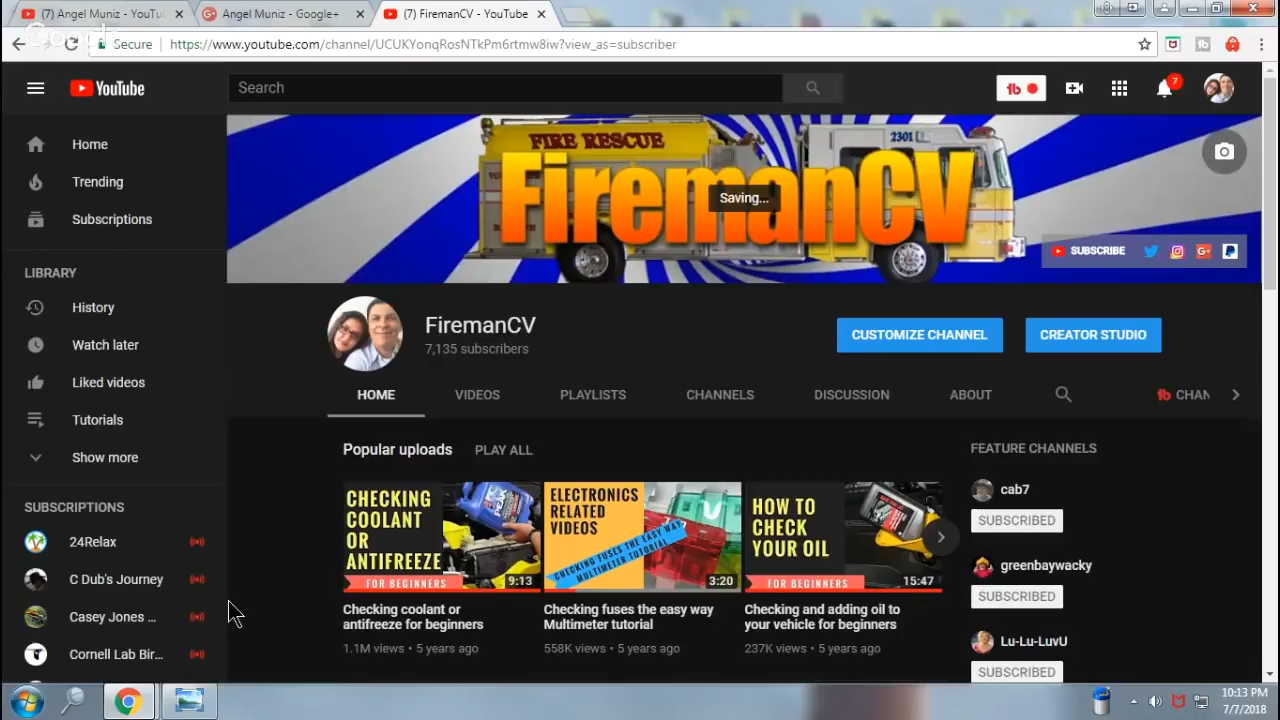 (7) Angel Muniz - YouTu
Angel Muniz - Google+
(7) FiremanCV - YouTube
Secure
https://www.youtube.com/channel/UCUKYonqRosNTkPm6rtmw8iw?view_as=subscriber
YouTube
Search
7
Home
Trending
Subscriptions
LIBRARY
History
Watch later
Liked videos
Tutorials
Show more
SUBSCRIPTIONS
24Relax
C Dub's Journey
Casey Jones ...
Cornell Lab Bir...
FIRE RESCUE
2301
FiremanCV
Saving...
SUBSCRIBE
FiremanCV
7,135 subscribers
CUSTOMIZE CHANNEL
CREATOR STUDIO
HOME
VIDEOS
PLAYLISTS
CHANNELS
DISCUSSION
ABOUT
CHAN
Popular uploads
PLAY ALL
CHECKING
COOLANT
OR
ANTIFREEZE
FOR BEGINNERS
9:13
Checking coolant or
antifreeze for beginners
1.1M views • 5 years ago
ELECTRONICS
RELATED
VIDEOS
CHECKING FUSES THE EASY WAY
MULTIMETER TUTORIAL
3:20
Checking fuses the easy way
Multimeter tutorial
558K views • 5 years ago
HOW TO
CHECK
YOUR OIL
FOR BEGINNERS
15:47
Checking and adding oil to
your vehicle for beginners
237K views • 5 years ago
FEATURE CHANNELS
cab7
SUBSCRIBED
greenbaywacky
SUBSCRIBED
Lu-Lu-LuvU
SUBSCRIBED
10:13 PM
7/7/2018